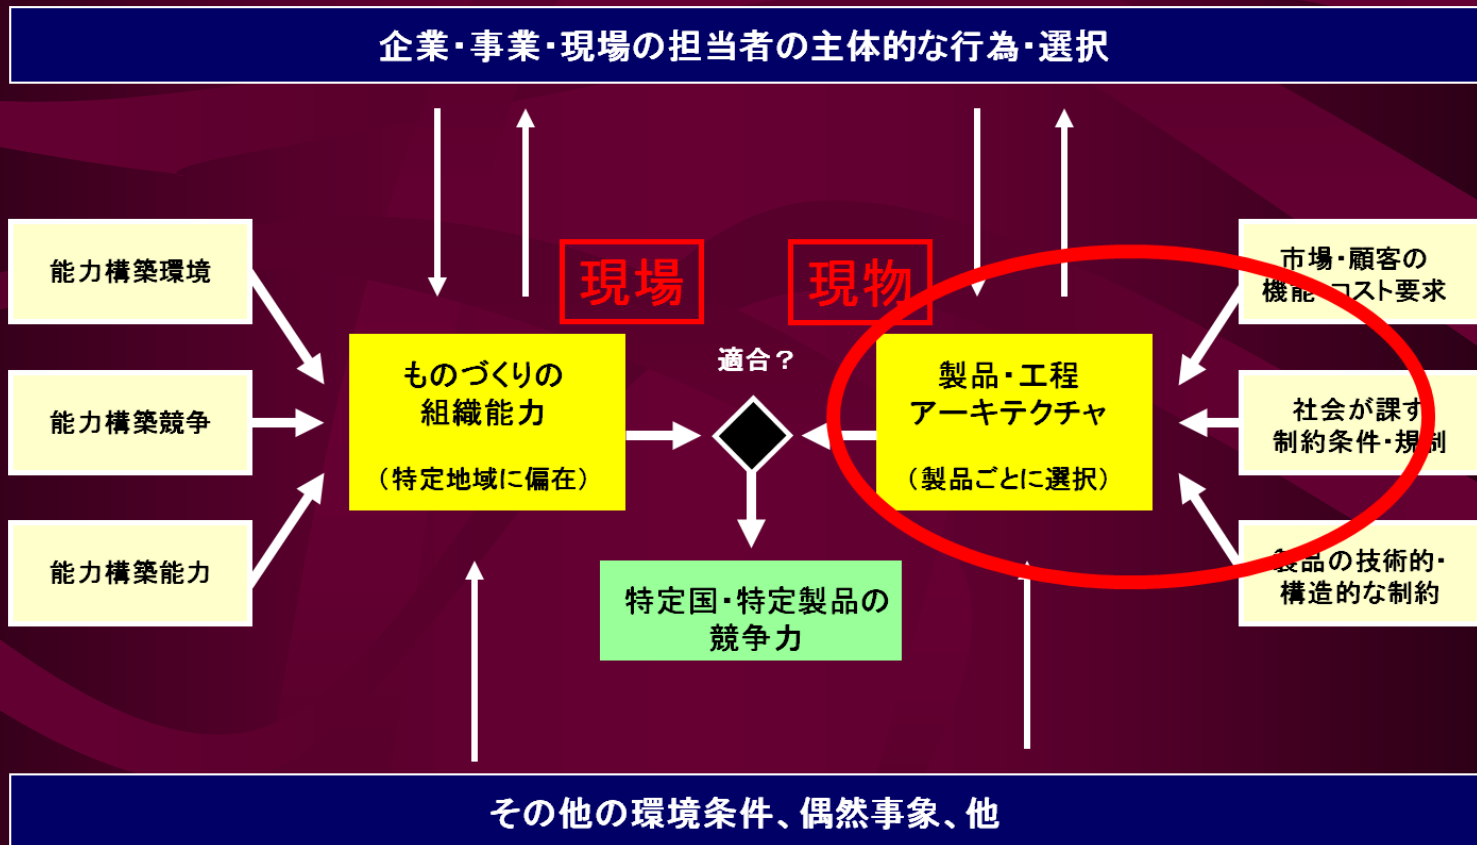 企業・事業・現場の担当者の主体的な行為・選択
能力構築環境
能力構築競争
能力構築能力
現場
現物
ものづくりの
組織能力
(特定地域に偏在)
適合?
製品・工程
アーキテクチャ
(製品ごとに選択)
特定国・特定製品の
競争力
市場・顧客の
機能・コスト要求
社会が課す
制約条件・規制
製品の技術的・
構造的な制約
その他の環境条件、偶然事象、他